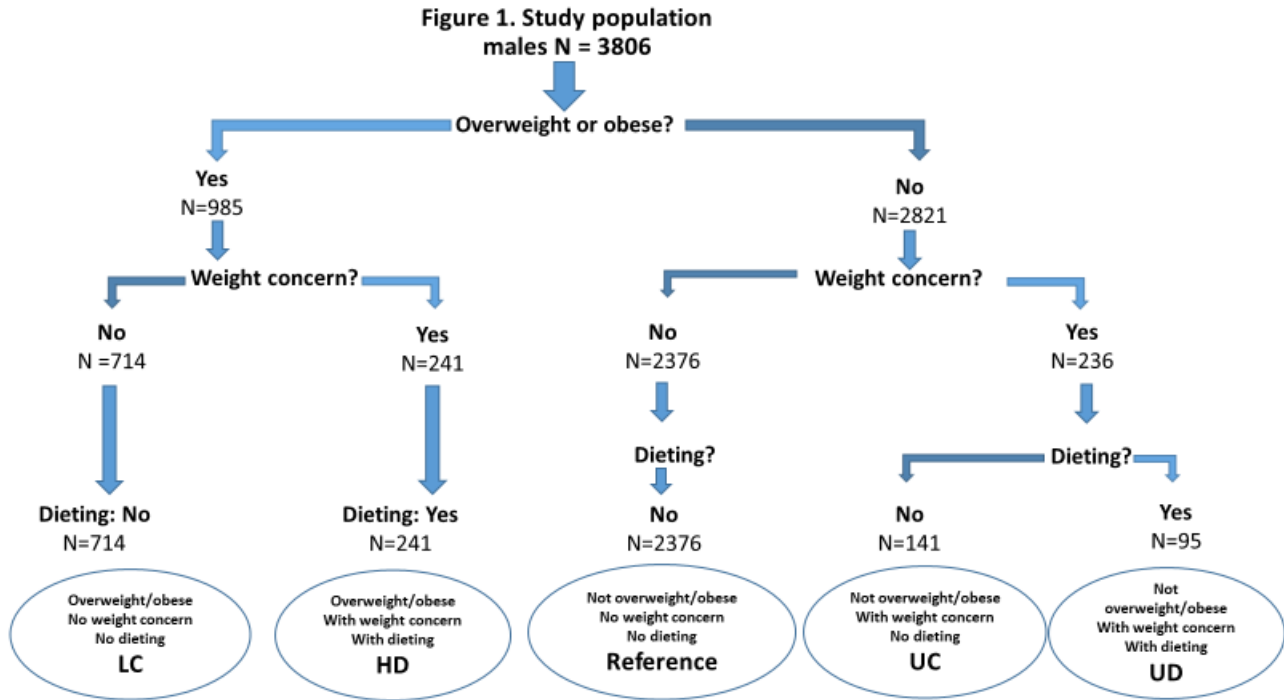 Figure 1. Study population
males N = 3806
Overweight or obese?
Yes
N=985
No
N=2821
Weight concern?
Weight concern?
No
N =714
Yes
N=241
No
N=2376
Yes
N=236
Dieting?
Dieting?
Dieting: No
N=714
Dieting: Yes
N=241
No
N=2376
No
N=141
Yes
N=95
Overweight/obese
No weight concern
No dieting
LC
Overweight/obese
With weight concern
With dieting
HD
Not overweight/obese
No weight concern
No dieting
Reference
Not overweight/obese
With weight concern
No dieting
UC
Not
overweight/obese
With weight concern
With dieting
UD